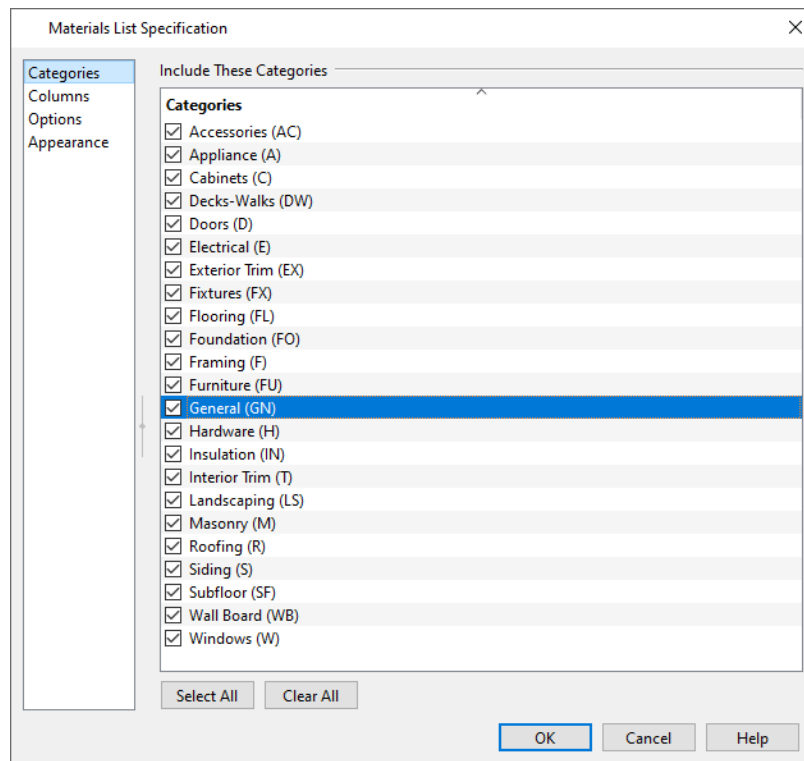 Materials List Specification
Categories
Columns
Options
Appearance
Include These Categories
Categories
Accessories (AC)
Appliance (A)
Cabinets (C)
Decks-Walks (DW)
Doors (D)
Electrical (E)
Exterior Trim (EX)
Fixtures (FX)
Flooring (FL)
Foundation (FO)
Framing (F)
Furniture (FU)
General (GN)
Hardware (H)
Insulation (IN)
Interior Trim (T)
Landscaping (LS)
Masonry (M)
Roofing (R)
Siding (S)
Subfloor (SF)
Wall Board (WB)
Windows (W)
Select All Clear All
OK Cancel Help